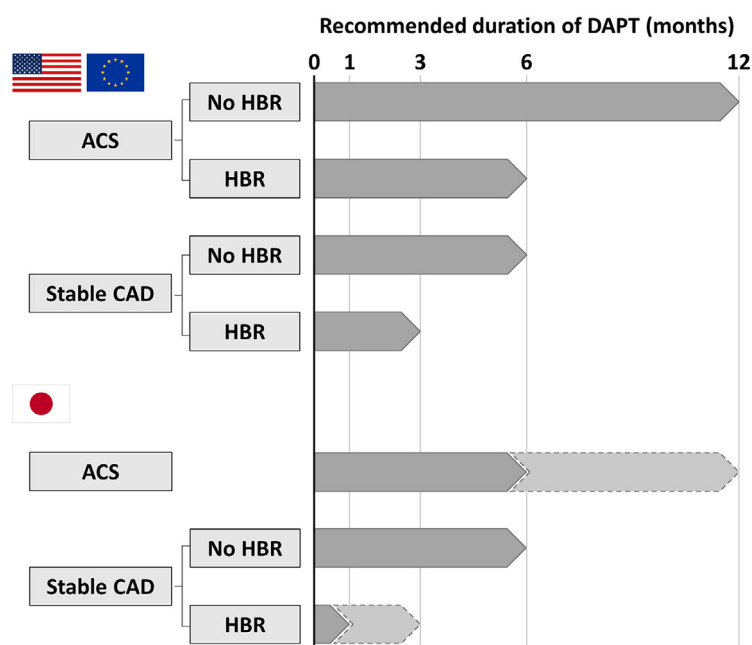 Recommended duration of DAPT (months)
0 1 3 6 12
No HBR
ACS
HBR
No HBR
Stable CAD
HBR
ACS
No HBR
Stable CAD
HBR